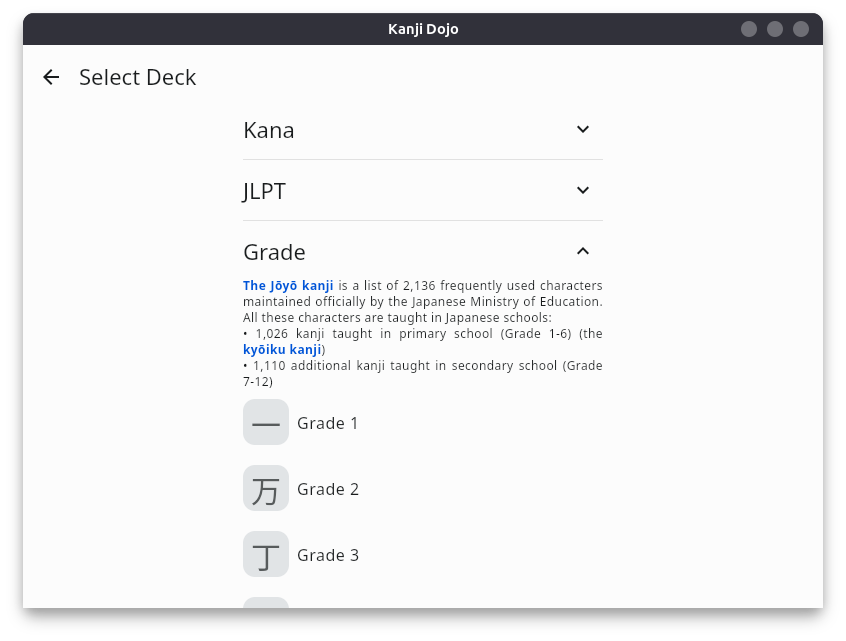 Kanji Dojo
Select Deck
Kana
JLPT
Grade
The Jōyō kanji is a list of 2,136 frequently used characters
maintained officially by the Japanese Ministry of Education.
All these characters are taught in Japanese schools:
• 1,026 kanji taught in primary school (Grade 1-6) (the
kyōiku kanji)
• 1,110 additional kanji taught in secondary school (Grade
7-12)
一 Grade 1
万 Grade 2
丁 Grade 3